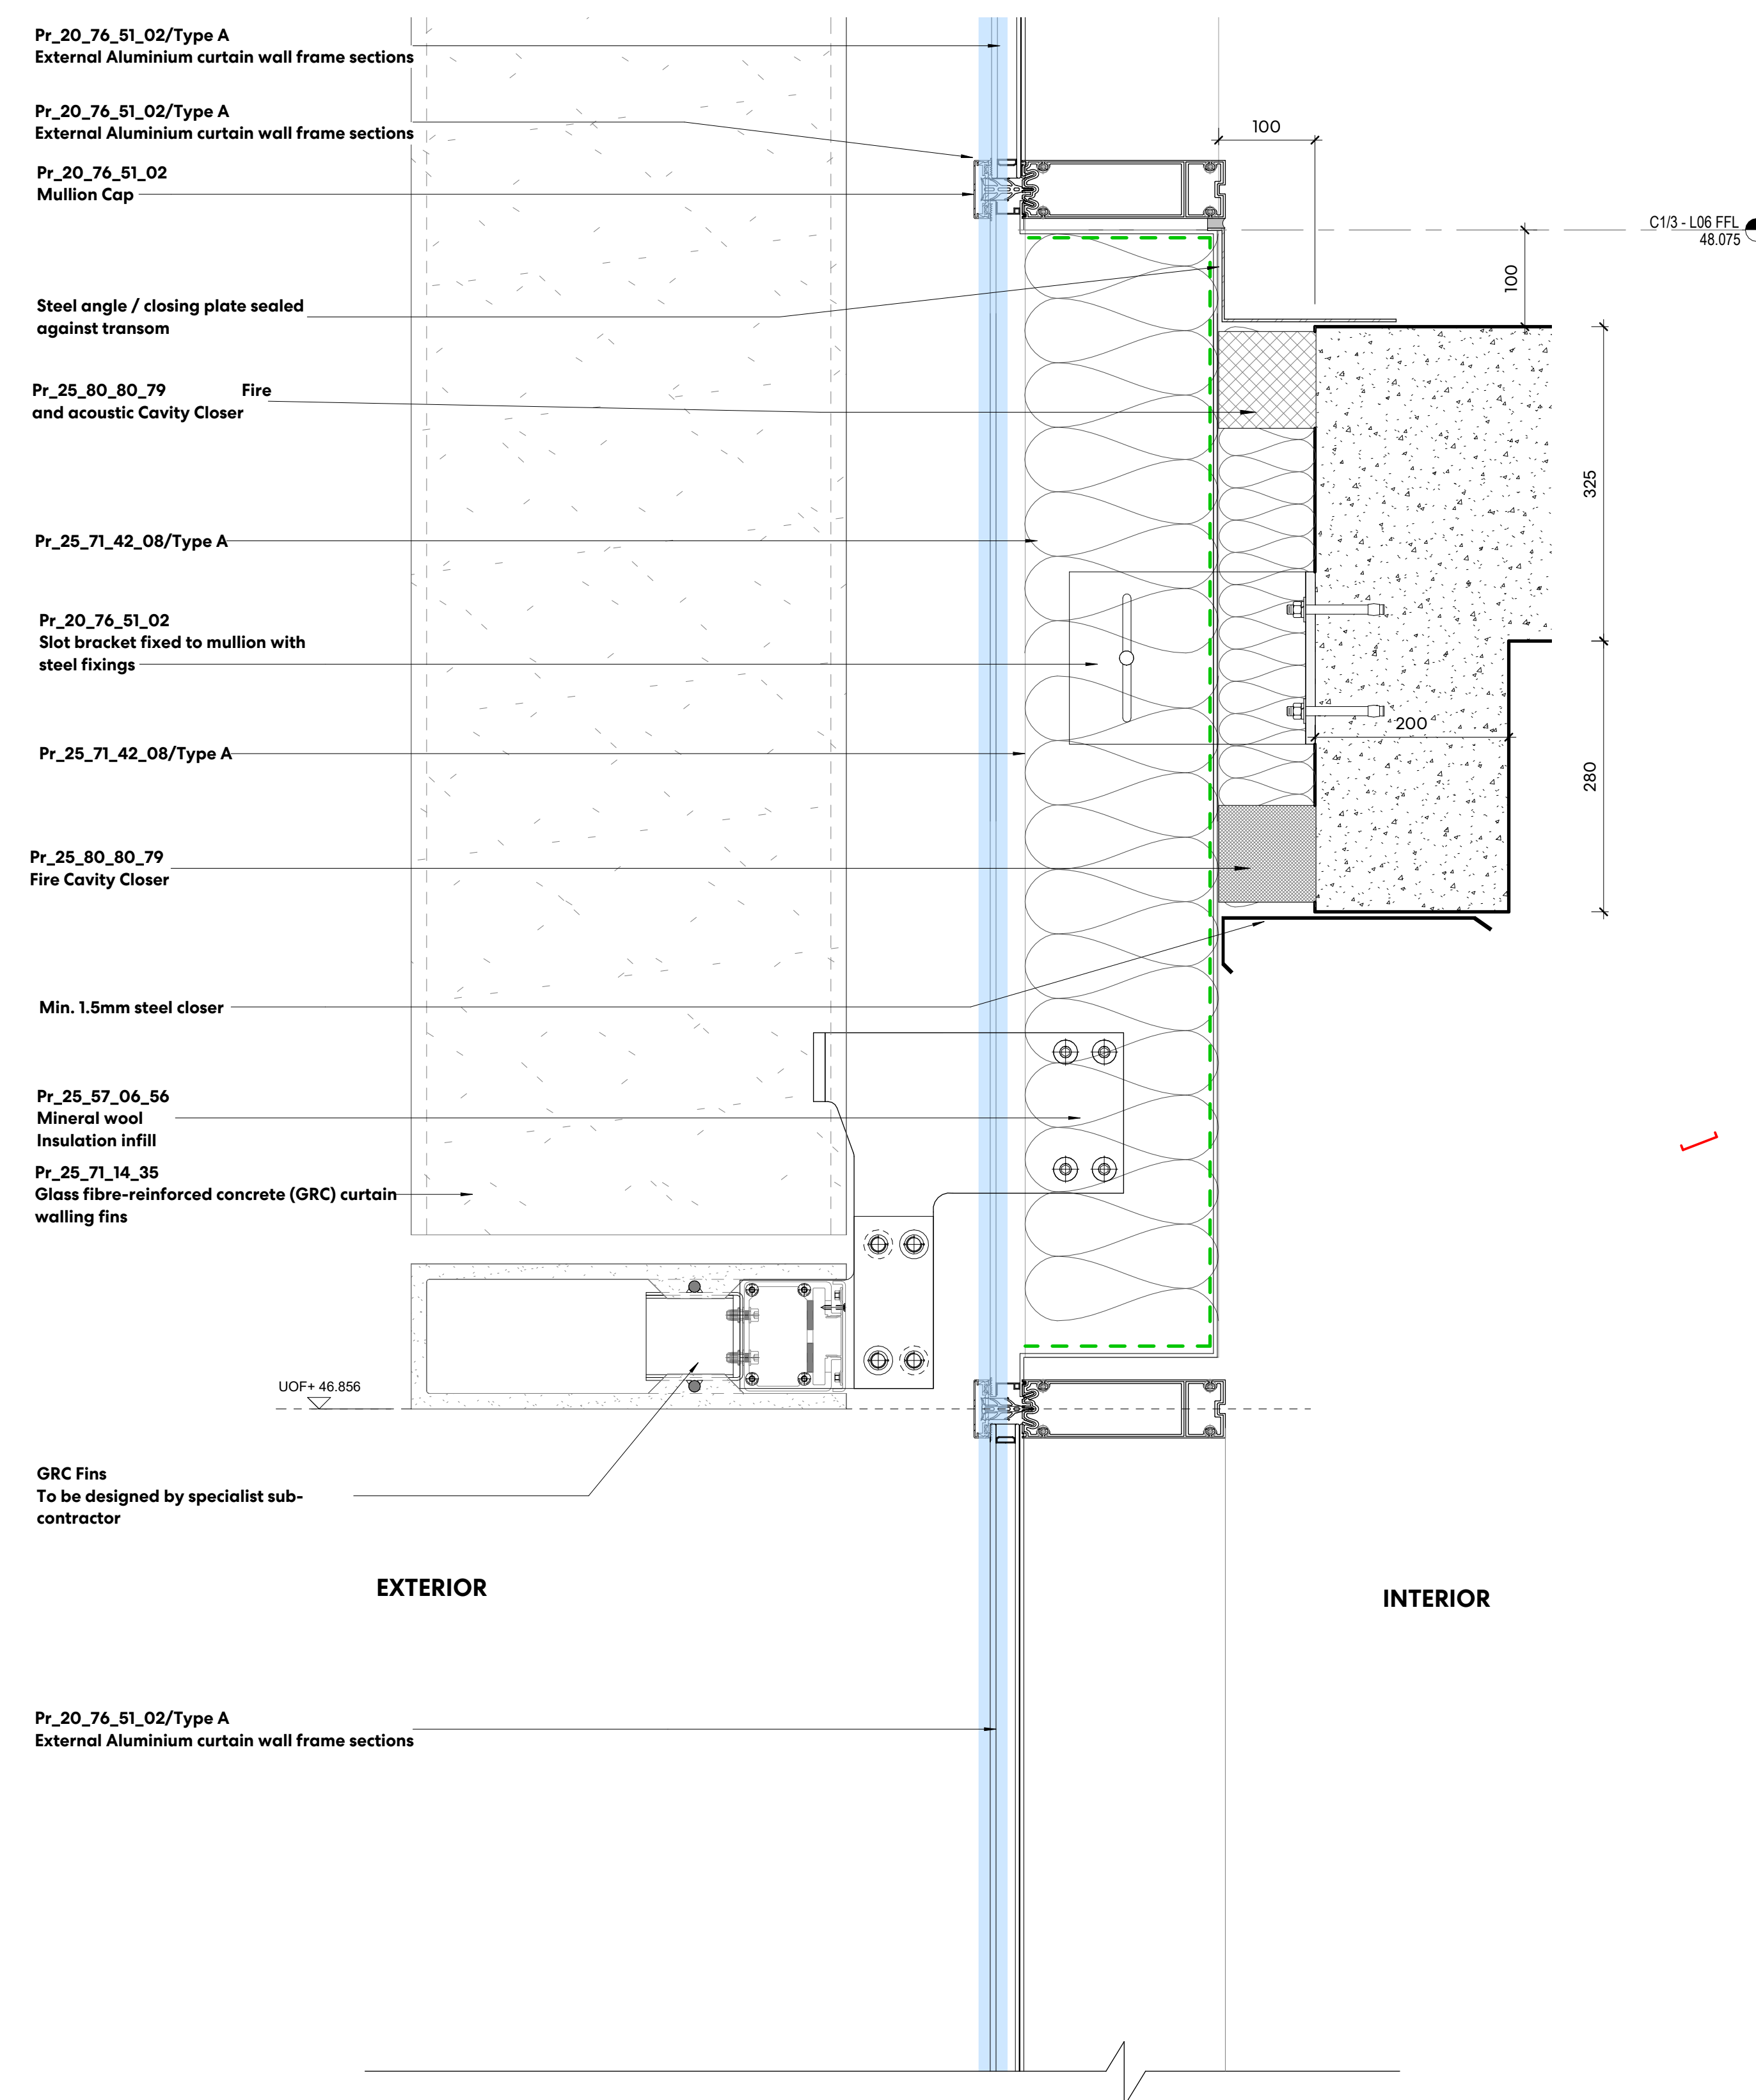 Pr_20_76_51_02/Type A
External Aluminium curtain wall frame sections
Pr_20_76_51_02/Type A
External Aluminium curtain wall frame sections
Pr_20_76_51_02
Mullion Cap
100
C1/3 - L06 FFL
48.075
100
Steel angle / closing plate sealed
against transom
Pr_25_80_80_79 Fire
and acoustic Cavity Closer
325
Pr_25_71_42_08/Type A
Pr_20_76_51_02
Slot bracket fixed to mullion with
steel fixings
200
Pr_25_71_42_08/Type A
280
Pr_25_80_80_79
Fire Cavity Closer
Min. 1.5mm steel closer
Pr_25_57_06_56
Mineral wool
Insulation infill
Pr_25_71_14_35
Glass fibre-reinforced concrete (GRC) curtain
walling fins
UOF+ 46.856
GRC Fins
To be designed by specialist sub-
contractor
EXTERIOR
INTERIOR
Pr_20_76_51_02/Type A
External Aluminium curtain wall frame sections